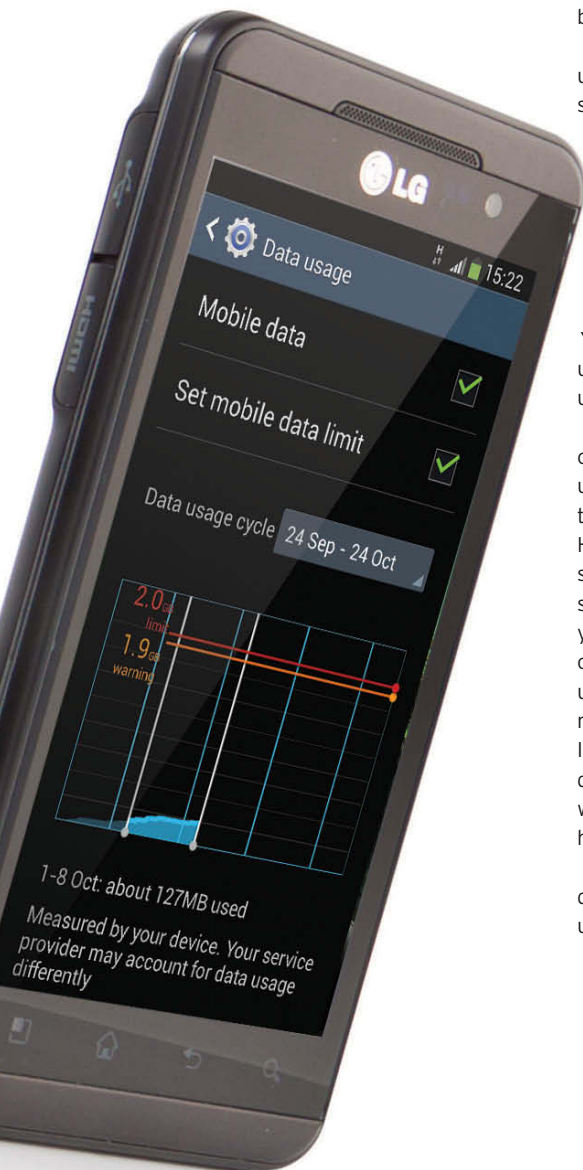 LG
H
15:22
Data usage
Mobile data
Set mobile data limit
Data usage cycle 24 Sep - 24 Oct
2.0GB
limit
1.9GB
warning
1-8 Oct: about 127MB used
Measured by your device. Your service
provider may account for data usage
differently
HDMI